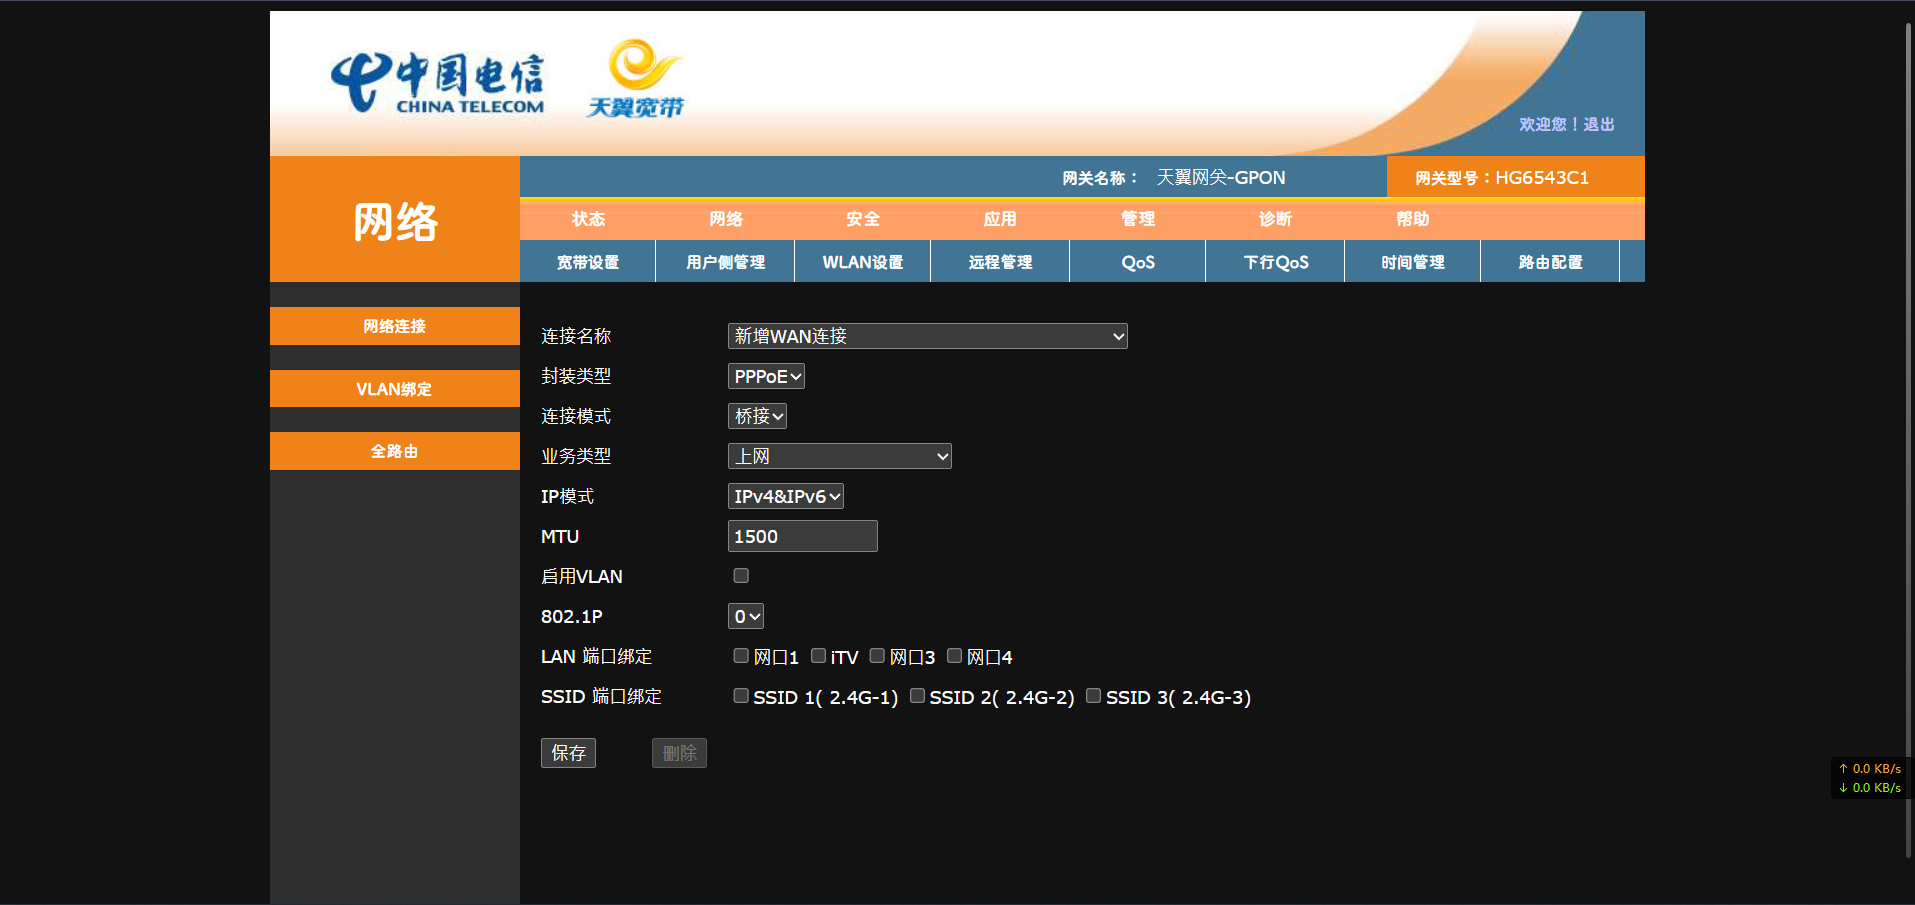 中国电信
CHINA TELECOM
天翼宽带
欢迎您！退出
网络
网关名称： 天翼网关-GPON 网关型号：HG6543C1
状态 网络 安全 应用 管理 诊断 帮助
宽带设置 用户侧管理 WLAN设置 远程管理 QoS 下行QoS 时间管理 路由配置
网络连接
VLAN绑定
全路由
连接名称 新增WAN连接
封装类型 PPPoE
连接模式 桥接
业务类型 上网
IP模式 IPv4&IPv6
MTU 1500
启用VLAN
802.1P 0
LAN 端口绑定 网口1 iTV 网口3 网口4
SSID 端口绑定 SSID 1( 2.4G-1) SSID 2( 2.4G-2) SSID 3( 2.4G-3)
保存 删除
↑ 0.0 KB/s
↓ 0.0 KB/s